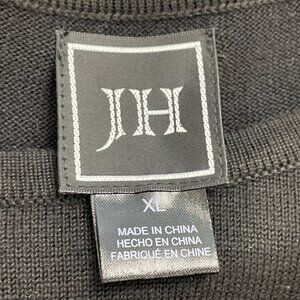 JH
XL
MADE IN CHINA
HECHO EN CHINA
FABRIQUÉ EN CHINE